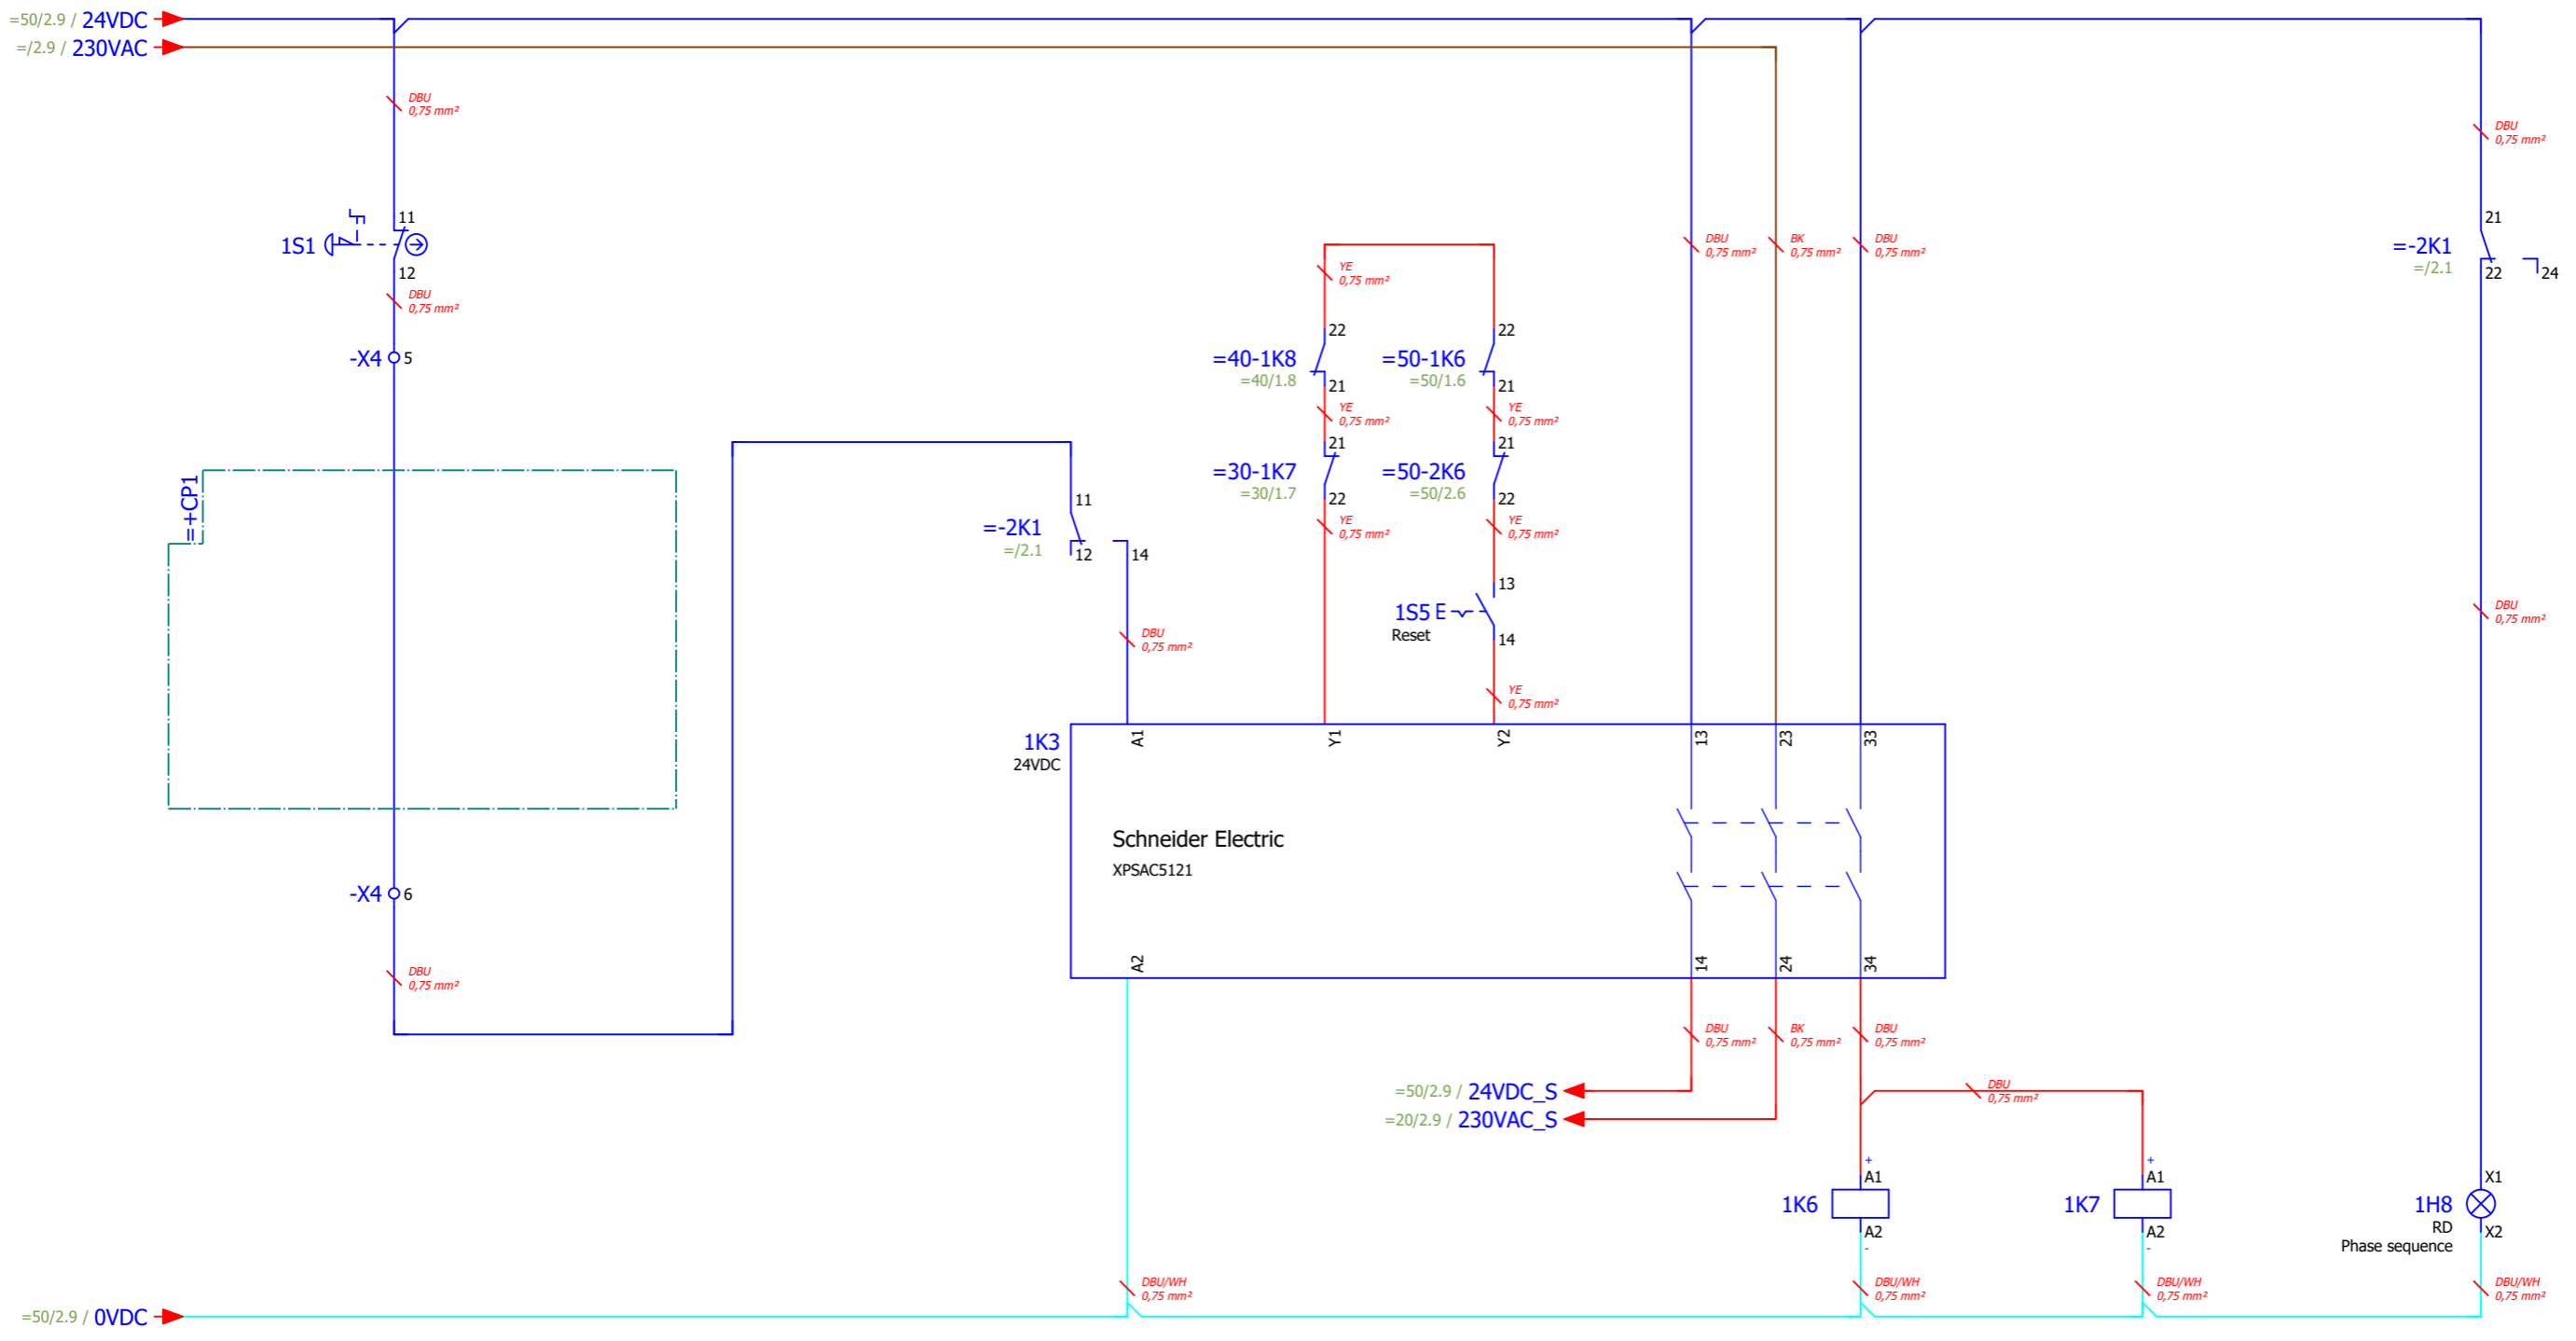 =50/2.9 / 24VDC
=/2.9 / 230VAC
DBU
0,75 mm²
DBU
0,75 mm²
11
1S1
12
DBU
0,75 mm²
-X4 5
=+CP1
-X4 6
DBU
0,75 mm²
=-2K1
=/2.1
11
12
14
DBU
0,75 mm²
YE
0,75 mm²
22
=40-1K8
=40/1.8
21
YE
0,75 mm²
21
=30-1K7
=30/1.7
22
YE
0,75 mm²
22
=50-1K6
=50/1.6
21
YE
0,75 mm²
21
=50-2K6
=50/2.6
22
YE
0,75 mm²
13
1S5
Reset
14
YE
0,75 mm²
DBU
0,75 mm²
BK
0,75 mm²
DBU
0,75 mm²
21
=-2K1
=/2.1
22
24
DBU
0,75 mm²
1K3
24VDC
A1
Y1
Y2
13
23
33
Schneider Electric
XPSAC5121
A2
14
24
34
DBU
0,75 mm²
BK
0,75 mm²
DBU
0,75 mm²
=50/2.9 / 24VDC_S
=20/2.9 / 230VAC_S
DBU
0,75 mm²
+
A1
1K6
A2
-
+
A1
1K7
A2
-
X1
1H8
RD
X2
Phase sequence
DBU/WH
0,75 mm²
DBU/WH
0,75 mm²
DBU/WH
0,75 mm²
DBU/WH
0,75 mm²
=50/2.9 / 0VDC